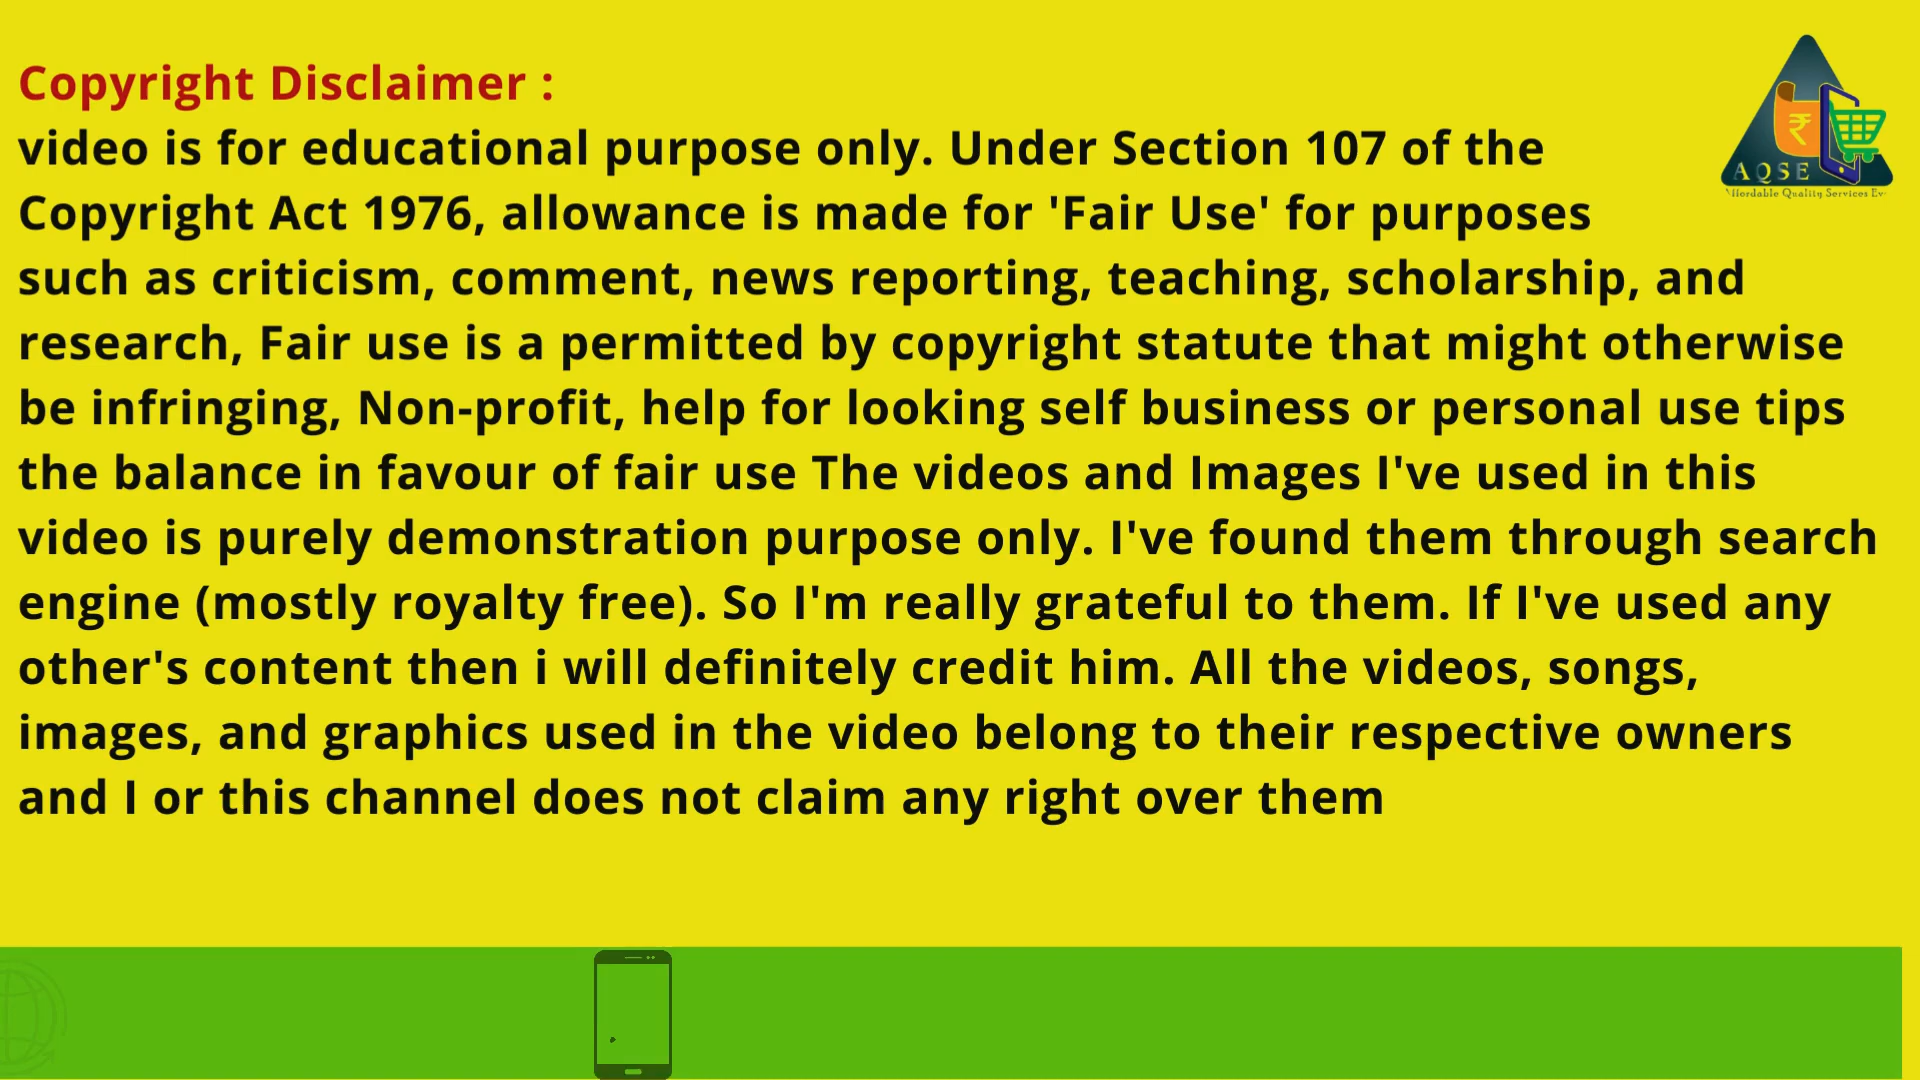 Copyright Disclaimer :
video is for educational purpose only. Under Section 107 of the
Copyright Act 1976, allowance is made for 'Fair Use' for purposes
such as criticism, comment, news reporting, teaching, scholarship, and
research, Fair use is a permitted by copyright statute that might otherwise
be infringing, Non-profit, help for looking self business or personal use tips
the balance in favour of fair use The videos and Images I've used in this
video is purely demonstration purpose only. I've found them through search
engine (mostly royalty free). So I'm really grateful to them. If I've used any
other's content then i will definitely credit him. All the videos, songs,
images, and graphics used in the video belong to their respective owners
and I or this channel does not claim any right over them
₹
AQSE
Quality Services